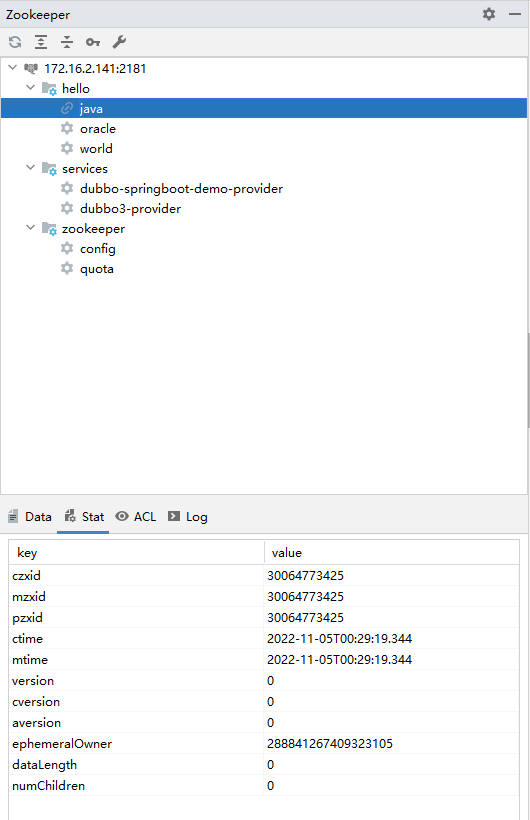 Zookeeper
172.16.2.141:2181
hello
java
oracle
world
services
dubbo-springboot-demo-provider
dubbo3-provider
zookeeper
config
quota
Data Stat ACL Log
key value
czxid 30064773425
mzxid 30064773425
pzxid 30064773425
ctime 2022-11-05T00:29:19.344
mtime 2022-11-05T00:29:19.344
version 0
cversion 0
aversion 0
ephemeralOwner 288841267409323105
dataLength 0
numChildren 0